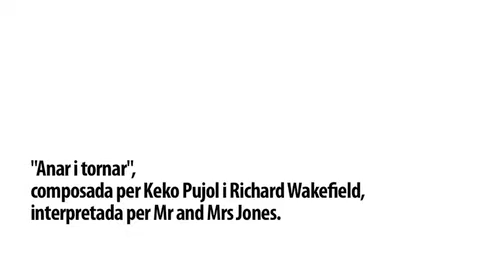 "Anar i tornar",
composada per Keko Pujol i Richard Wakefield,
interpretada per Mr and Mrs Jones.